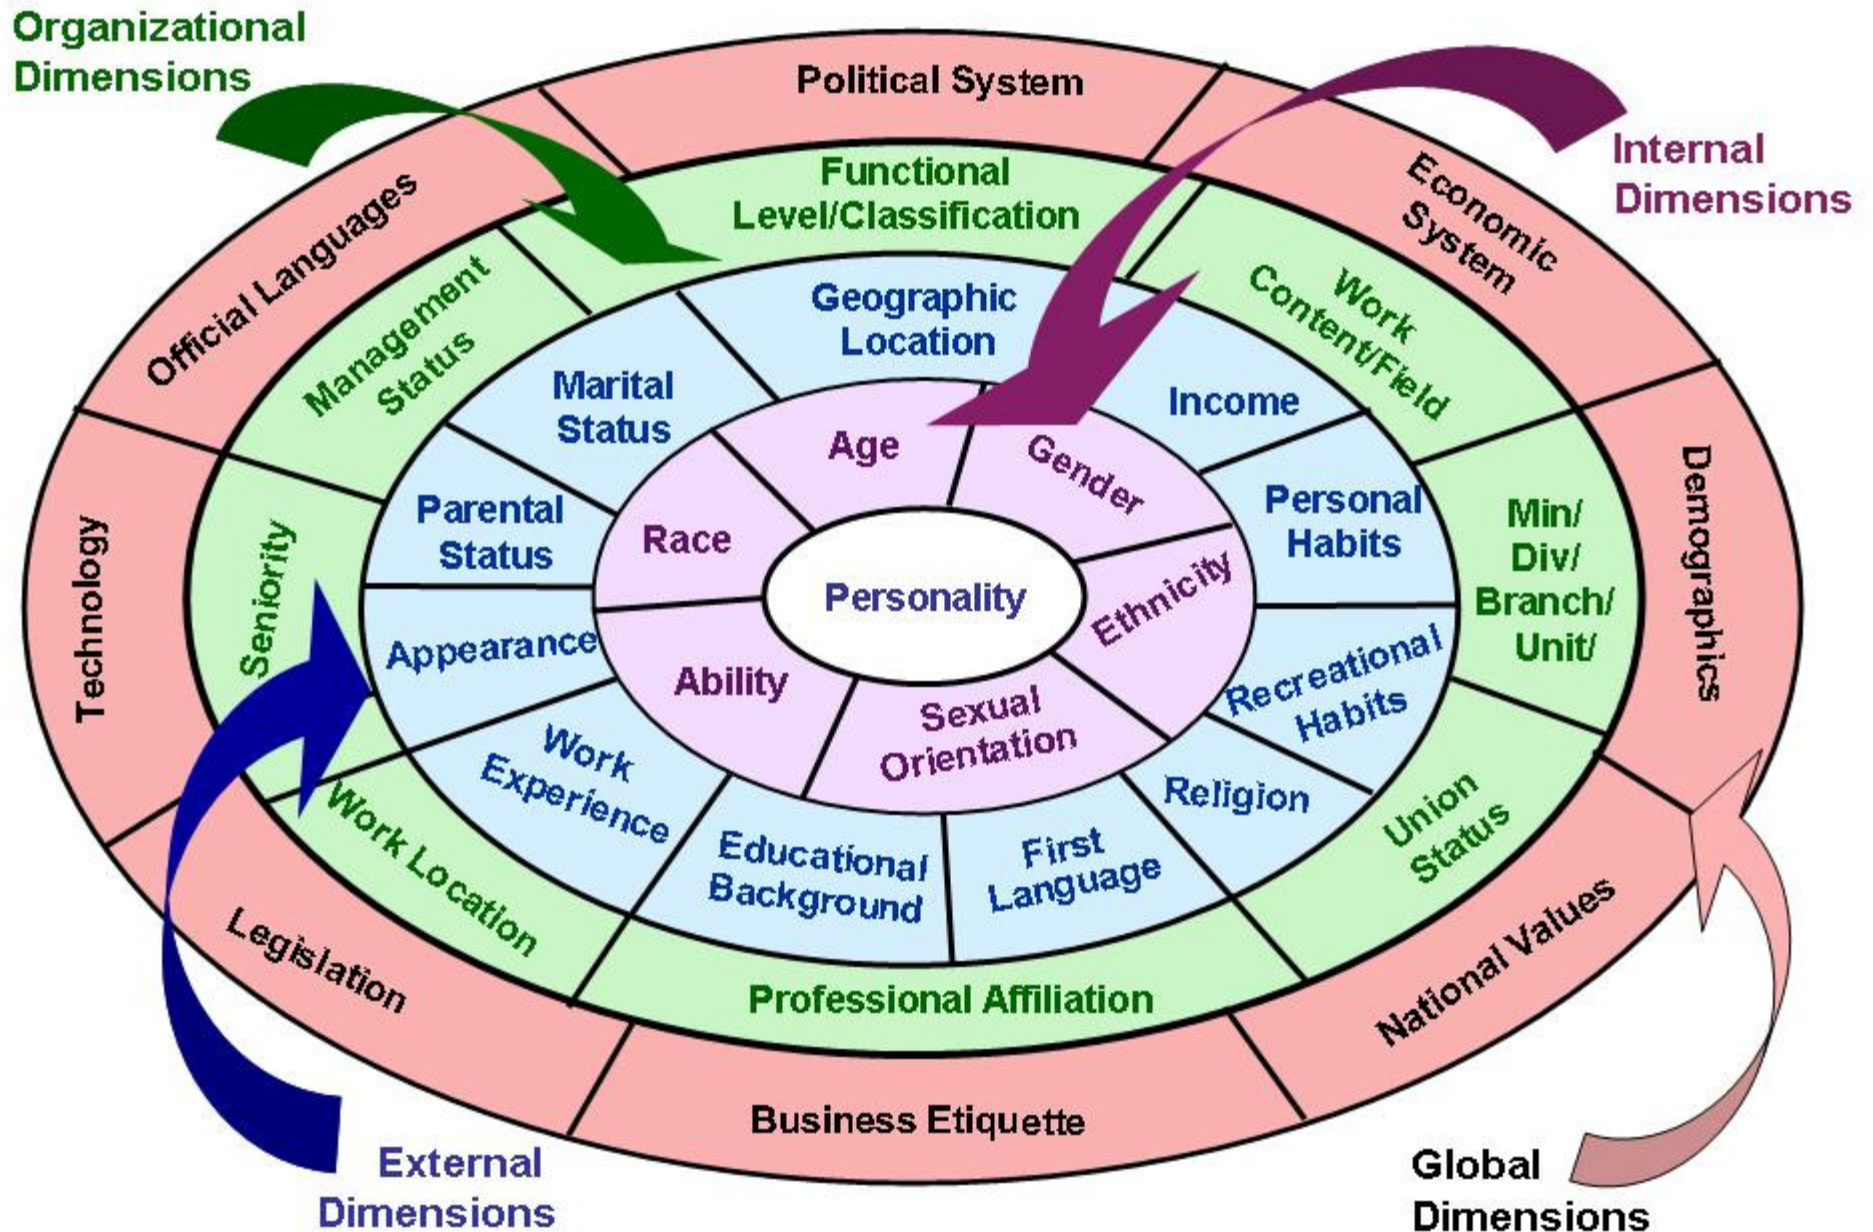 Organizational
Dimensions
Internal
Dimensions
Political System
Economic
System
Demographics
National Values
Business Etiquette
Legislation
Technology
Official Languages
Functional
Level/Classification
Work
Content/Field
Min/
Div/
Branch/
Unit/
Union
Status
Professional Affiliation
Work Location
Seniority
Management
Status
Geographic
Location
Income
Personal
Habits
Recreational
Habits
Religion
First
Language
Educational
Background
Work
Experience
Appearance
Parental
Status
Marital
Status
Age
Gender
Ethnicity
Sexual
Orientation
Ability
Race
Personality
External
Dimensions
Global
Dimensions